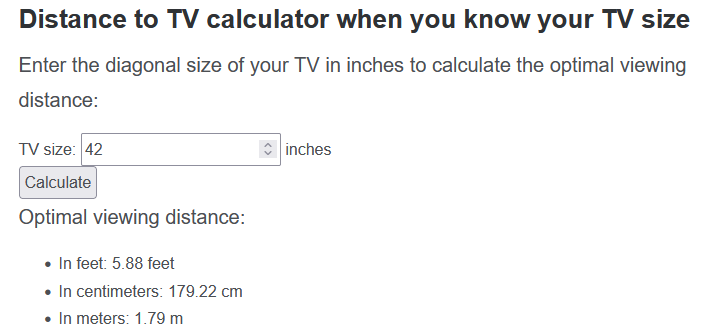 Distance to TV calculator when you know your TV size
Enter the diagonal size of your TV in inches to calculate the optimal viewing
distance:
TV size: 42 inches
Calculate
Optimal viewing distance:
• In feet: 5.88 feet
• In centimeters: 179.22 cm
• In meters: 1.79 m